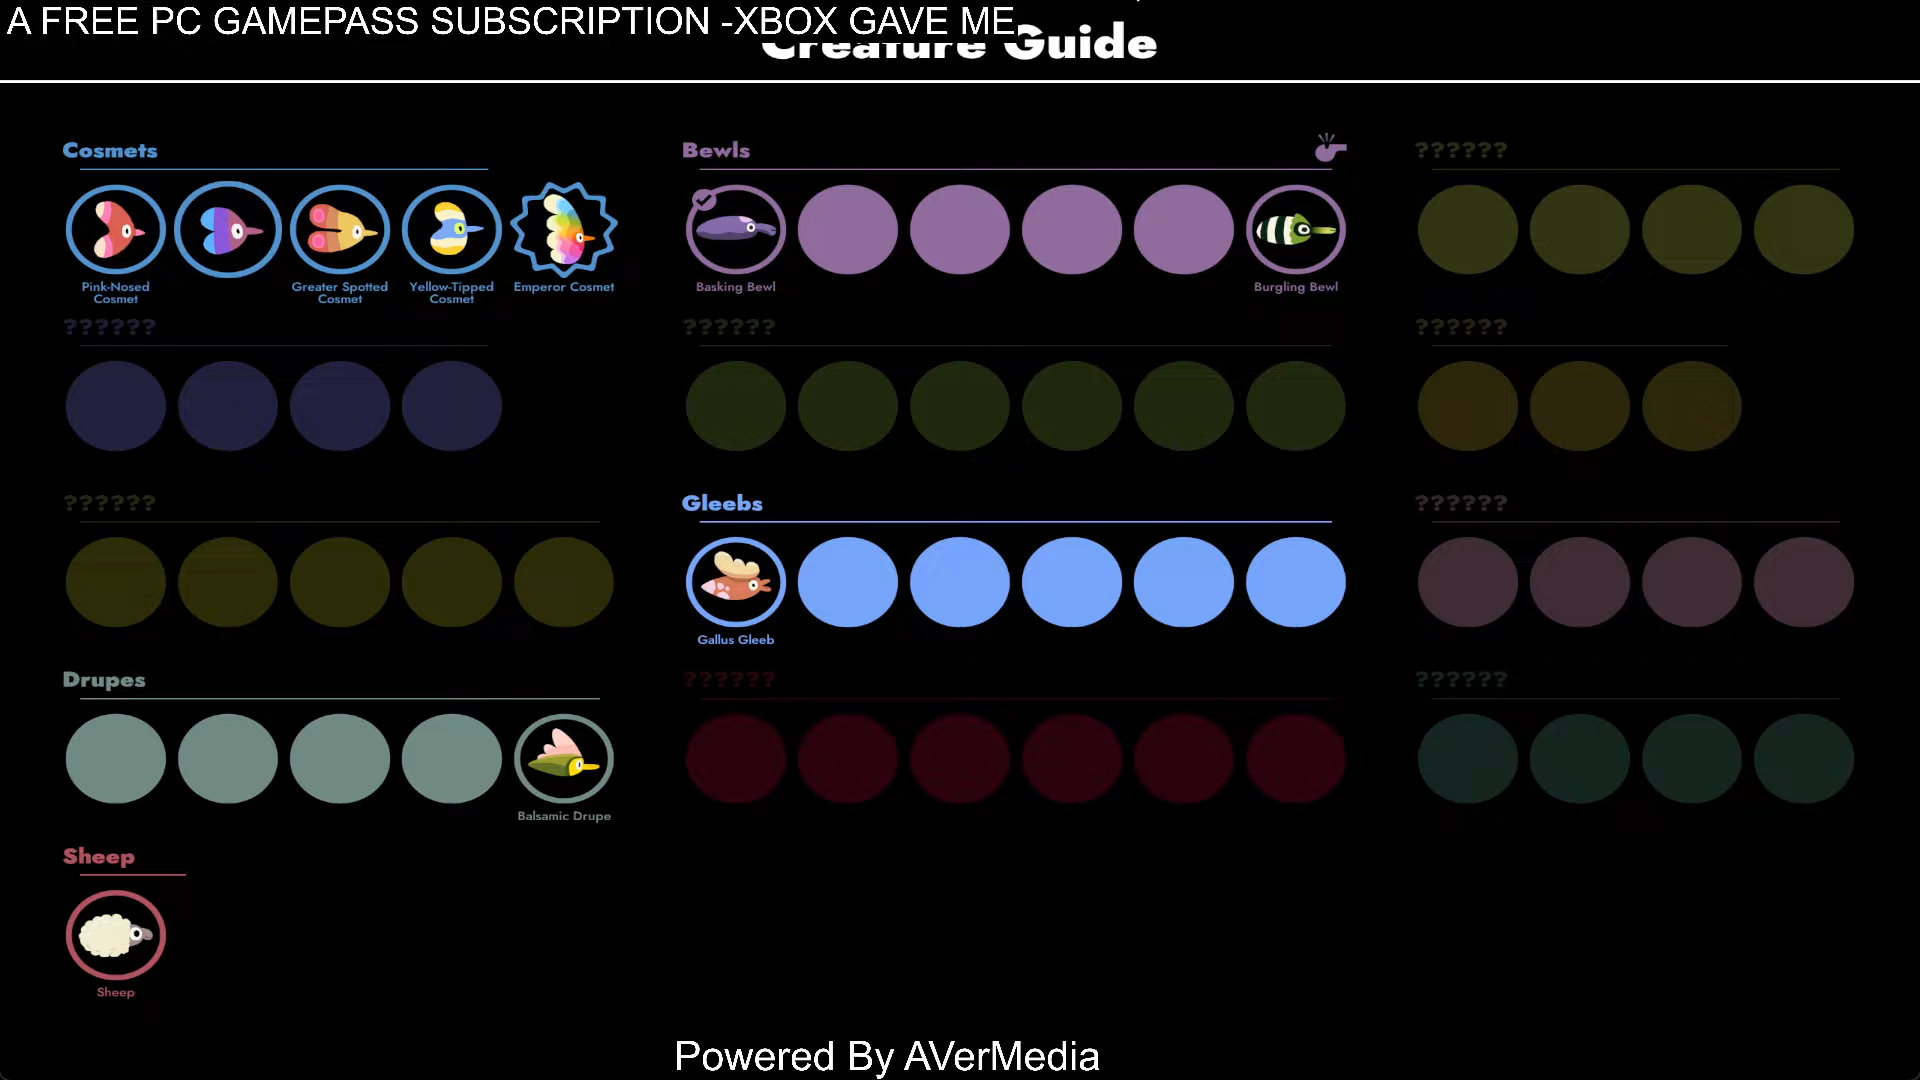 A FREE PC GAMEPASS SUBSCRIPTION -XBOX GAVE ME
Creature Guide
Cosmets
Pink-Nosed
Cosmet
Greater Spotted
Cosmet
Yellow-Tipped
Cosmet
Emperor Cosmet
Bewls
Basking Bewl
Burgling Bewl
??????
??????
??????
??????
??????
Gleebs
Gallus Gleeb
??????
Drupes
Balsamic Drupe
??????
??????
Sheep
Sheep
Powered By AVerMedia